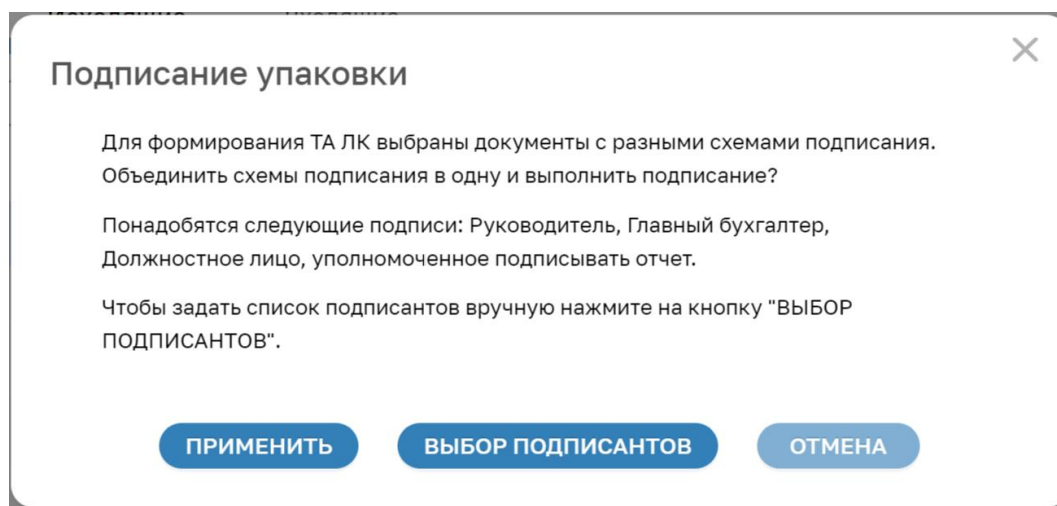 Подписание упаковки
Для формирования ТА ЛК выбраны документы с разными схемами подписания.
Объединить схемы подписания в одну и выполнить подписание?
Понадобятся следующие подписи: Руководитель, Главный бухгалтер,
Должностное лицо, уполномоченное подписывать отчет.
Чтобы задать список подписантов вручную нажмите на кнопку "ВЫБОР
ПОДПИСАНТОВ".
ПРИМЕНИТЬ ВЫБОР ПОДПИСАНТОВ ОТМЕНА